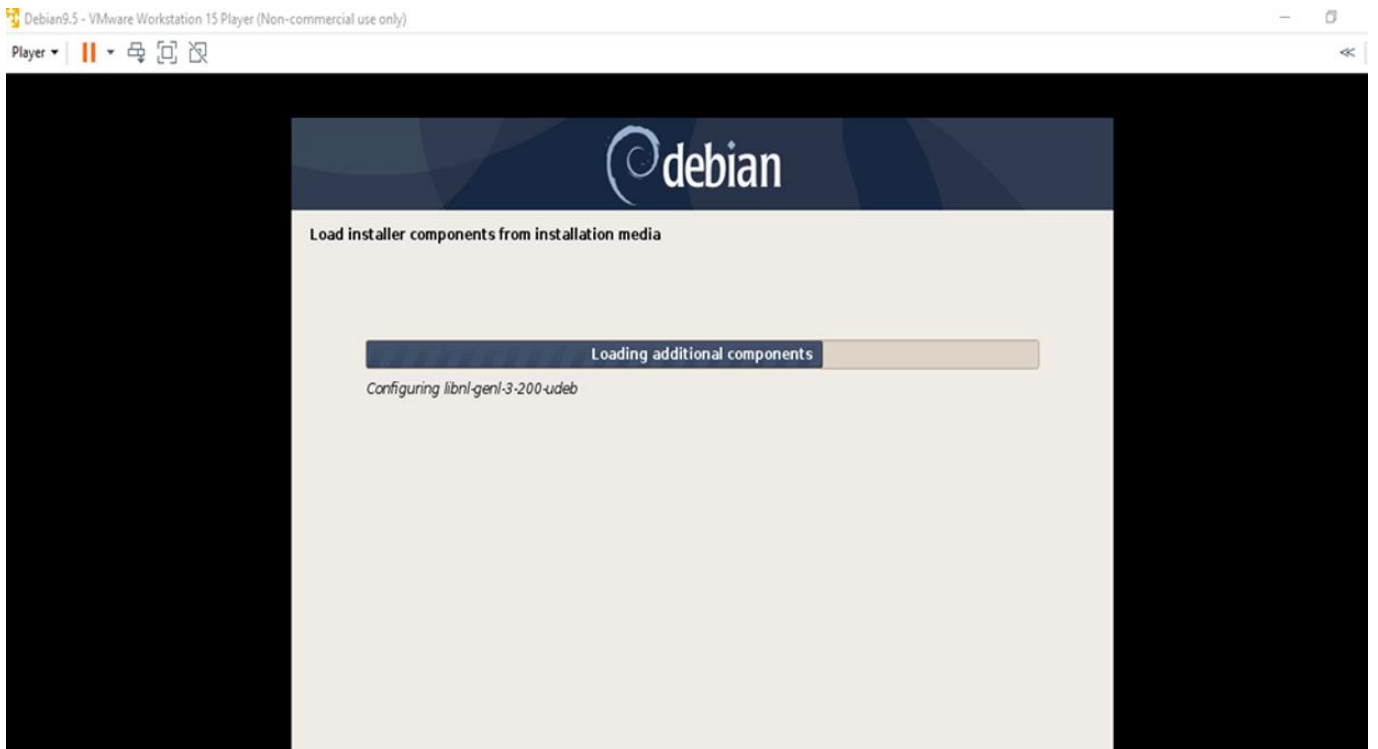 Debian9.5 - VMware Workstation 15 Player (Non-commercial use only)
Player
debian
Load installer components from installation media
Loading additional components
Configuring libnl-genl-3-200-udeb